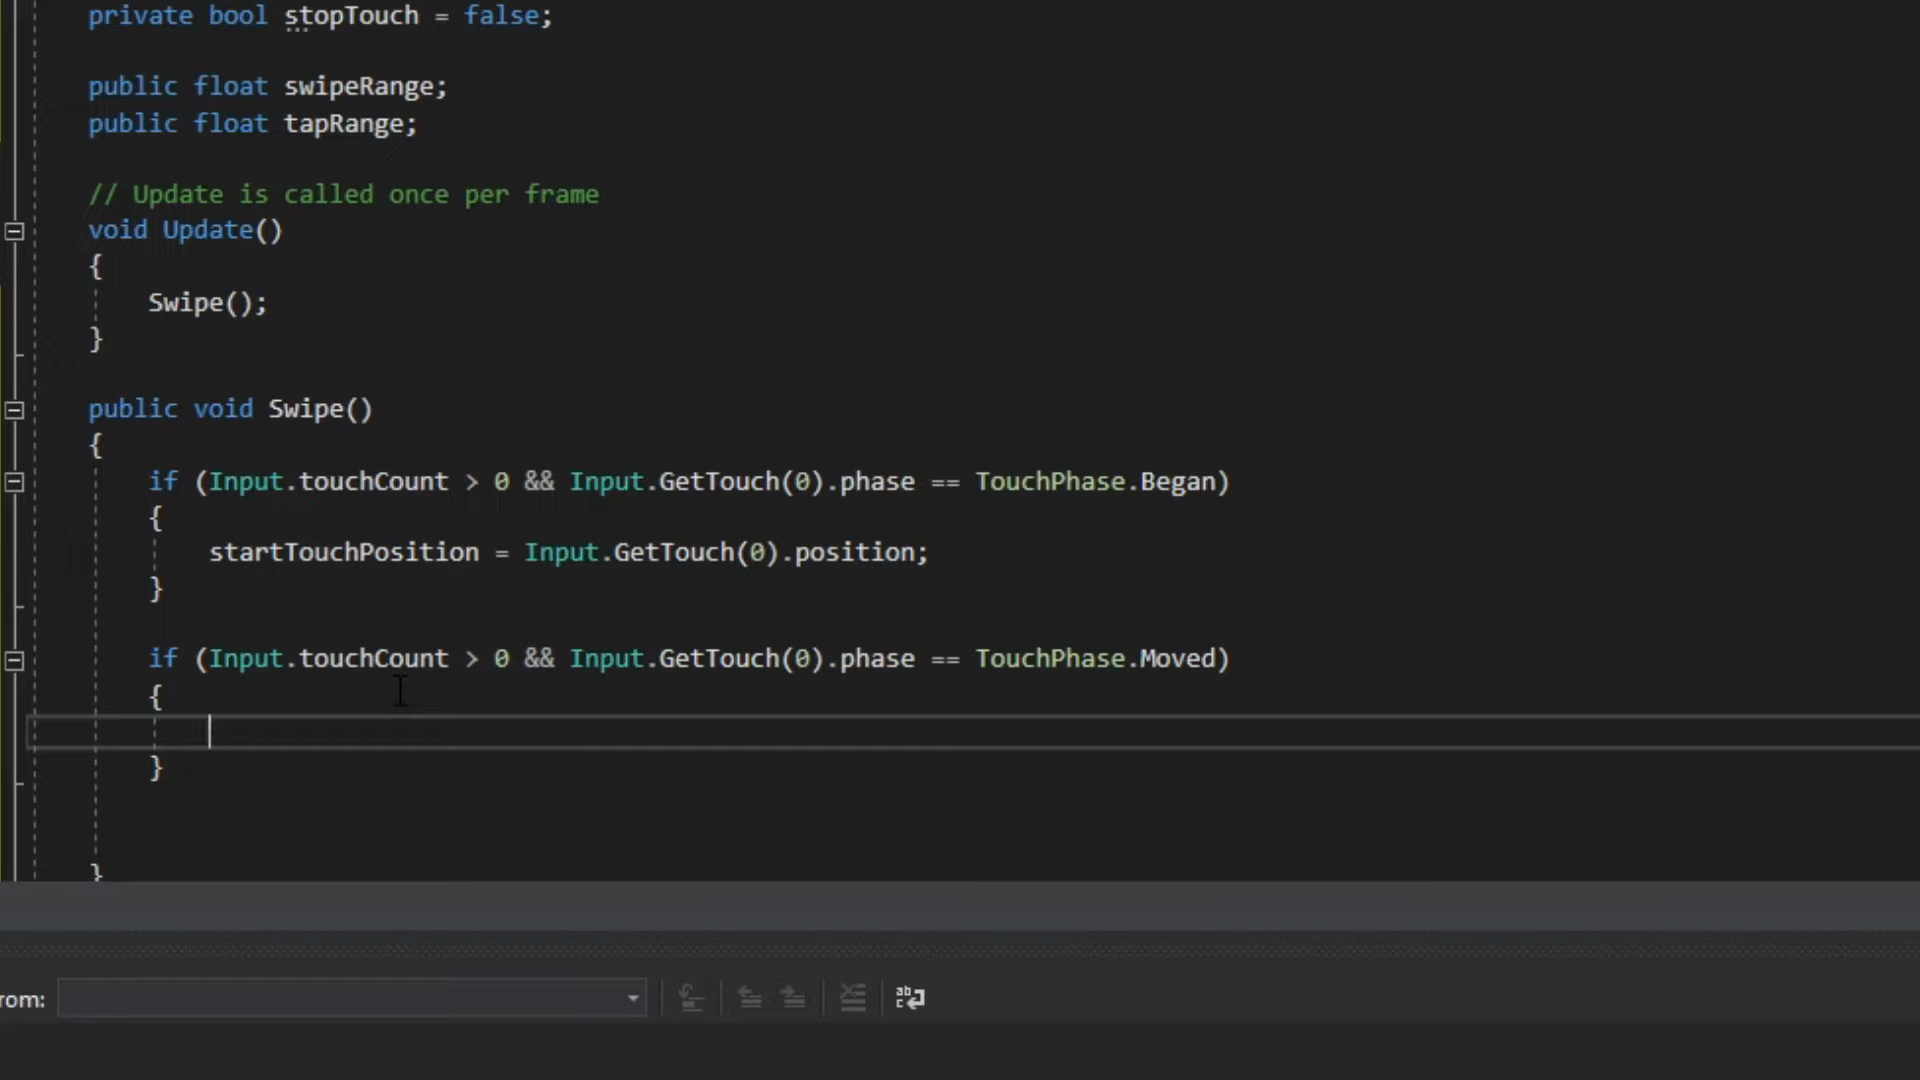 private bool stopTouch = false;
public float swipeRange;
public float tapRange;
// Update is called once per frame
void Update()
{
Swipe();
}
public void Swipe()
{
if (Input.touchCount > 0 && Input.GetTouch(0).phase == TouchPhase.Began)
{
startTouchPosition = Input.GetTouch(0).position;
}
if (Input.touchCount > 0 && Input.GetTouch(0).phase == TouchPhase.Moved)
{
}
}
rom:
ab
c